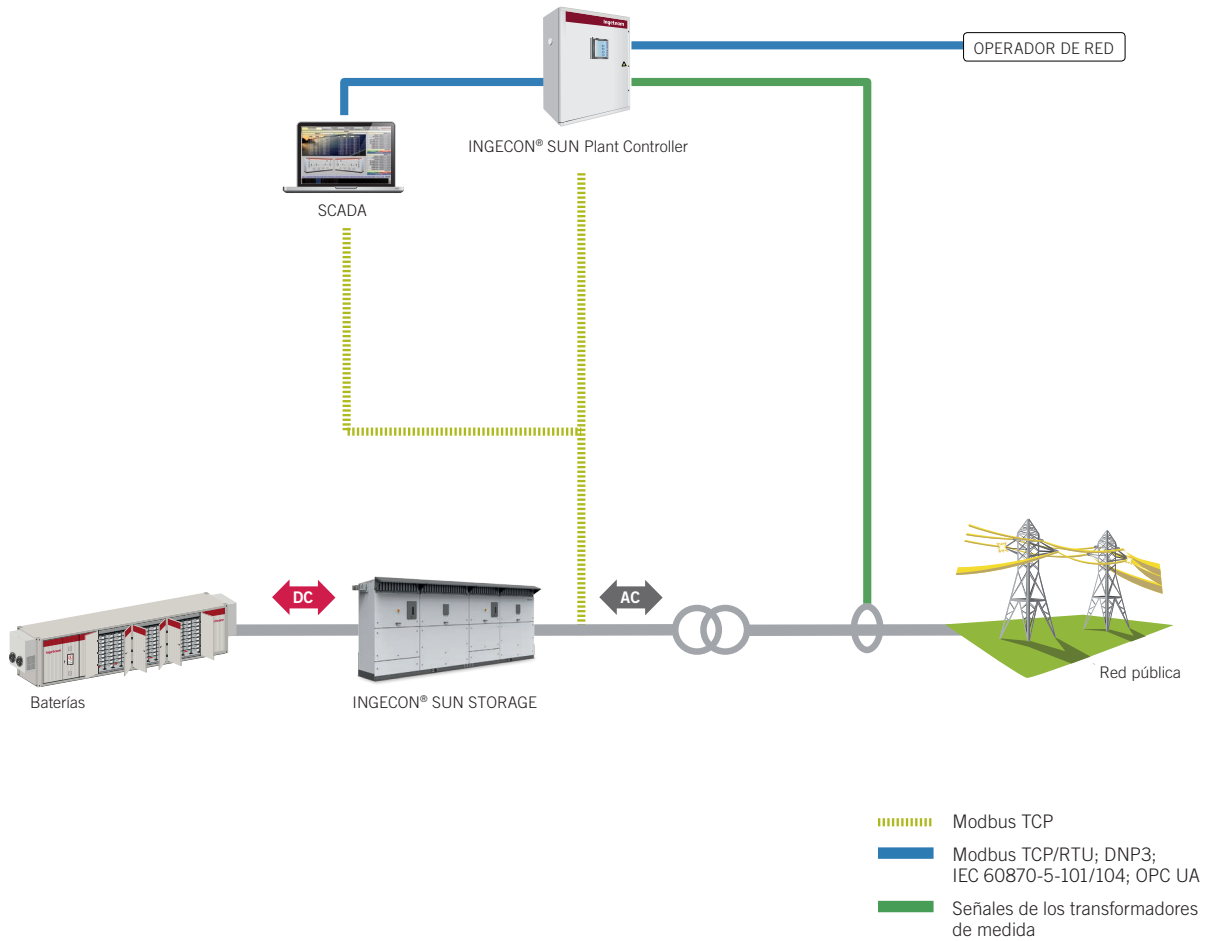 Ingeteam
OPERADOR DE RED
INGECON® SUN Plant Controller
SCADA
DC
AC
Red pública
Baterías
INGECON® SUN STORAGE
Modbus TCP
Modbus TCP/RTU; DNP3;
IEC 60870-5-101/104; OPC UA
Señales de los transformadores
de medida